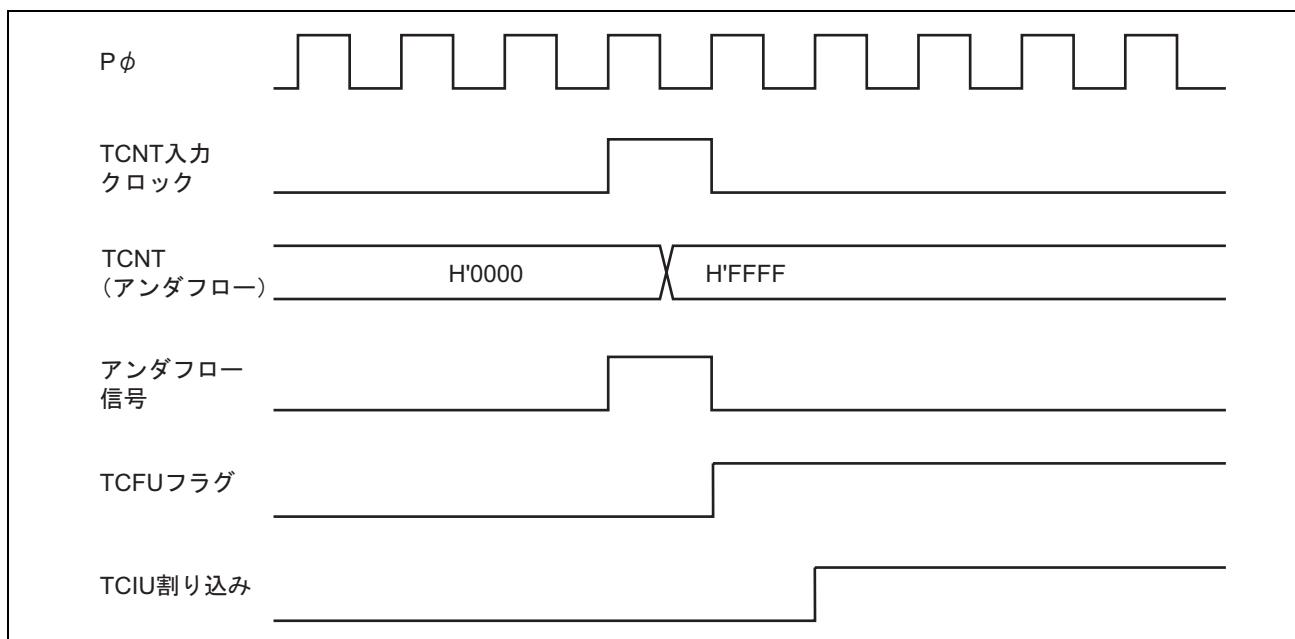 Pφ
TCNT入力
クロック
TCNT
（アンダフロー）
H'0000
H'FFFF
アンダフロー
信号
TCFUフラグ
TCIU割り込み